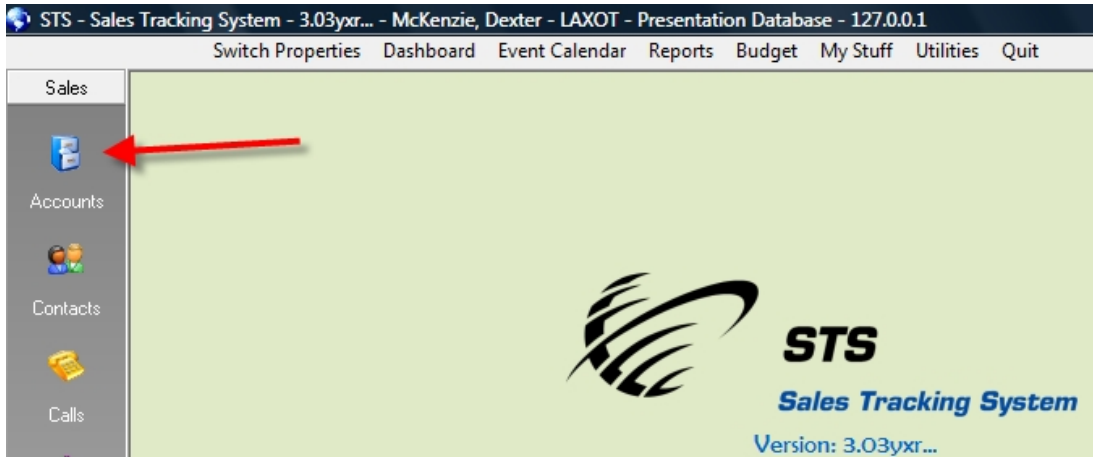 STS - Sales Tracking System - 3.03yxr... - McKenzie, Dexter - LAXOT - Presentation Database - 127.0.0.1
Switch Properties Dashboard Event Calendar Reports Budget My Stuff Utilities Quit
Sales
Accounts
Contacts
Calls
STS
Sales Tracking System
Version: 3.03yxr...